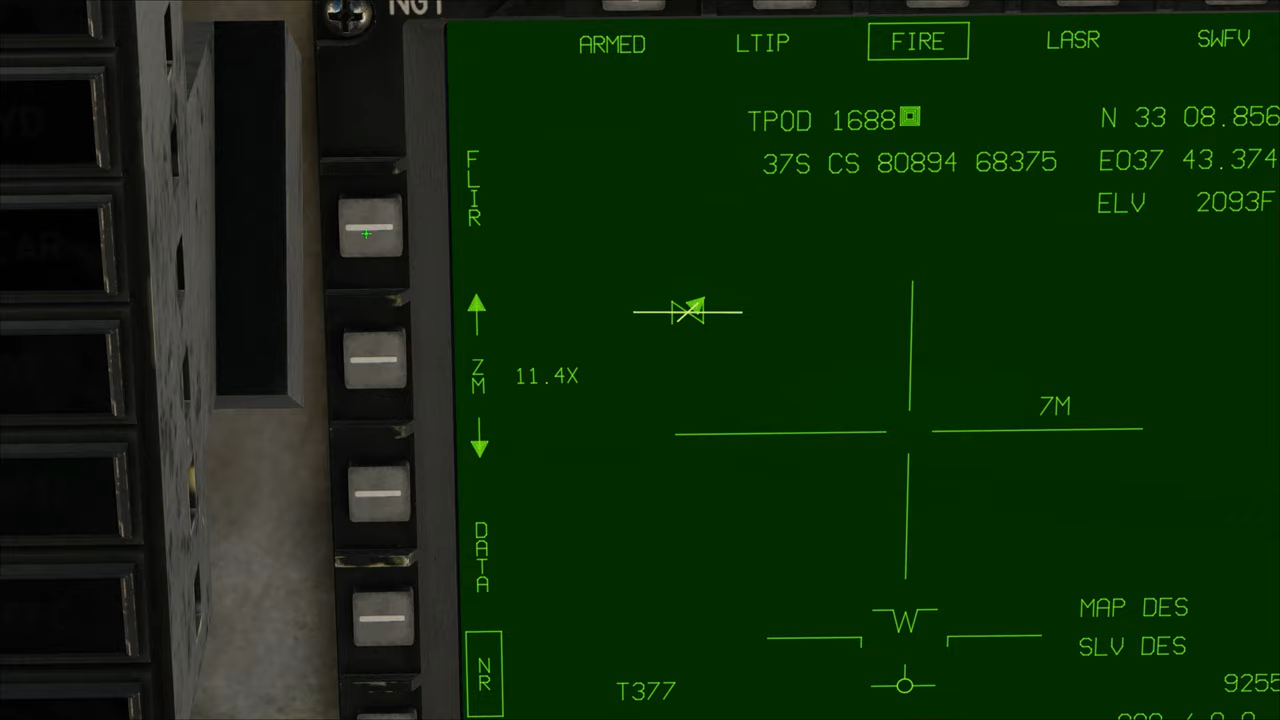 NGT
ARMED LTIP FIRE LASR SWFV
TPOD 1688 N 33 08.856
37S CS 80894 68375 E037 43.374
ELV 2093F
FLIR
ZM 11.4X
7M
DATA
W
MAP DES
SLV DES
NR
T377 9255